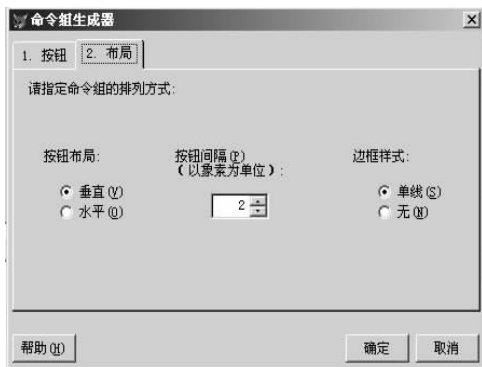 命令组生成器
1. 按钮 2. 布局
请指定命令组的排列方式:
按钮布局: 按钮间隔(P) 边框样式:
(以象素为单位):
垂直(V) 2 单线(S)
水平(O) 无(N)
帮助(H) 确定 取消